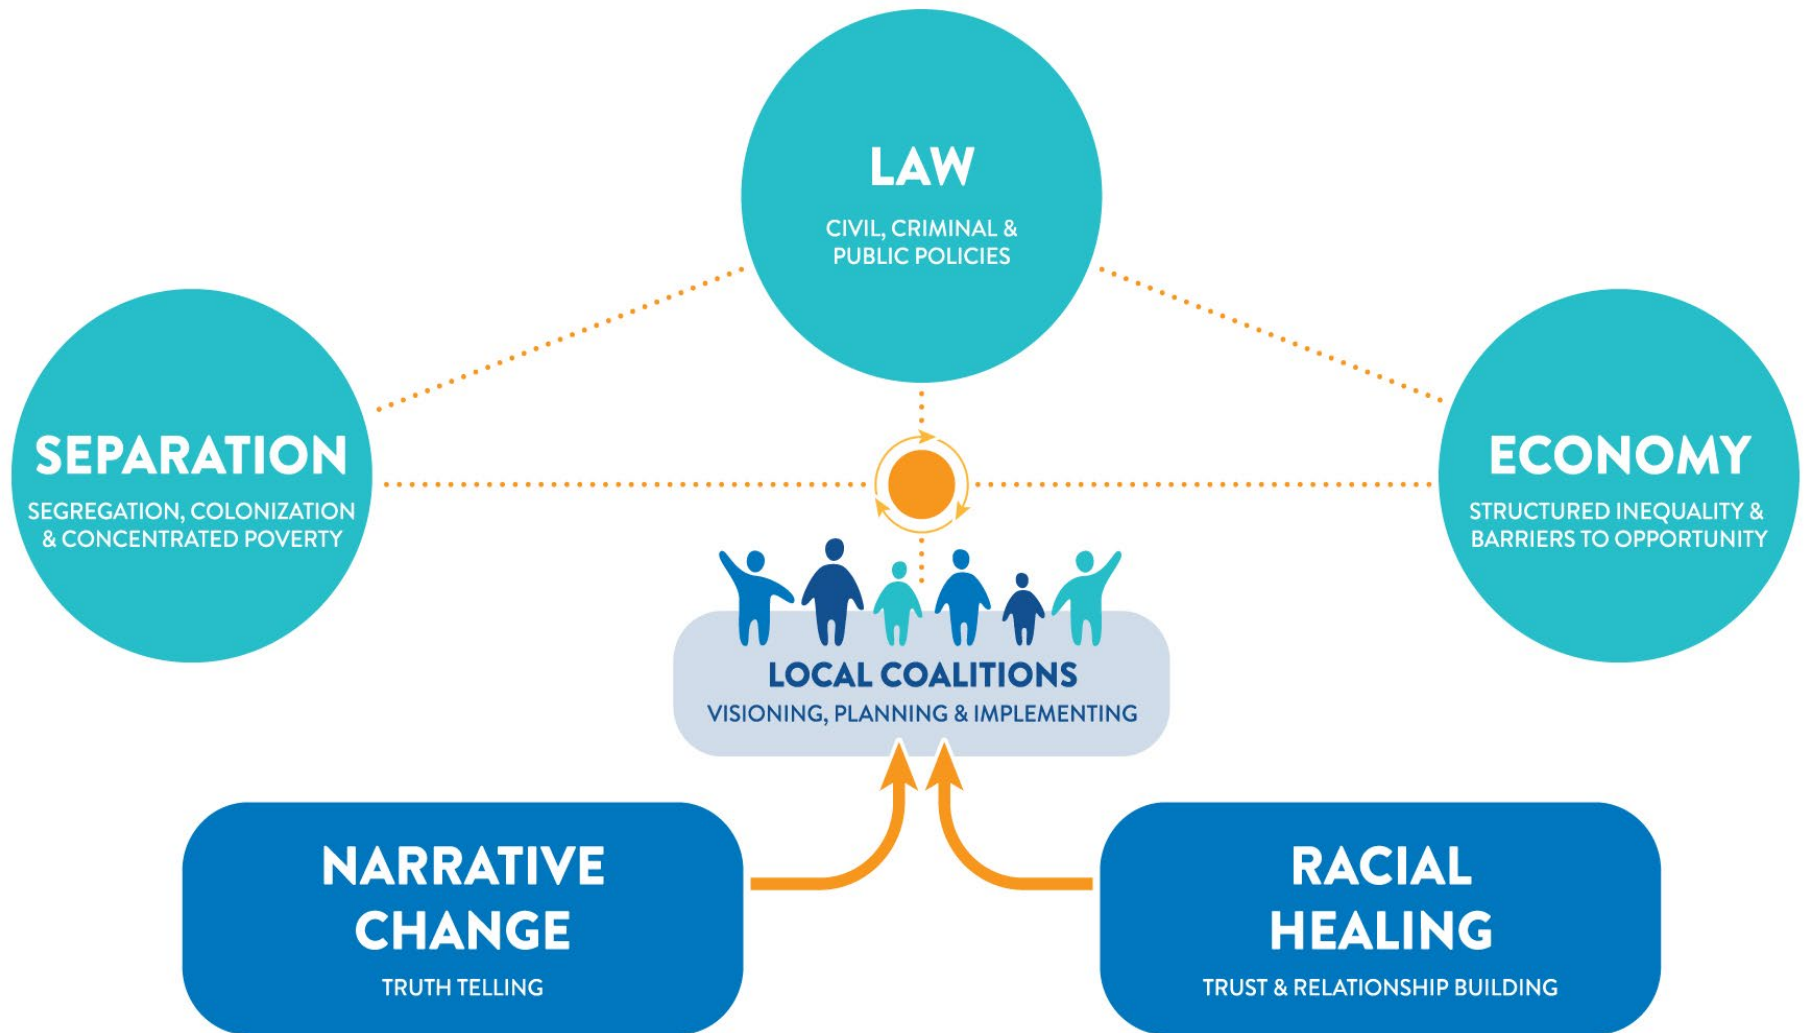 LAW
CIVIL, CRIMINAL &
PUBLIC POLICIES
SEPARATION
SEGREGATION, COLONIZATION
& CONCENTRATED POVERTY
ECONOMY
STRUCTURED INEQUALITY &
BARRIERS TO OPPORTUNITY
LOCAL COALITIONS
VISIONING, PLANNING & IMPLEMENTING
NARRATIVE
CHANGE
TRUTH TELLING
RACIAL
HEALING
TRUST & RELATIONSHIP BUILDING